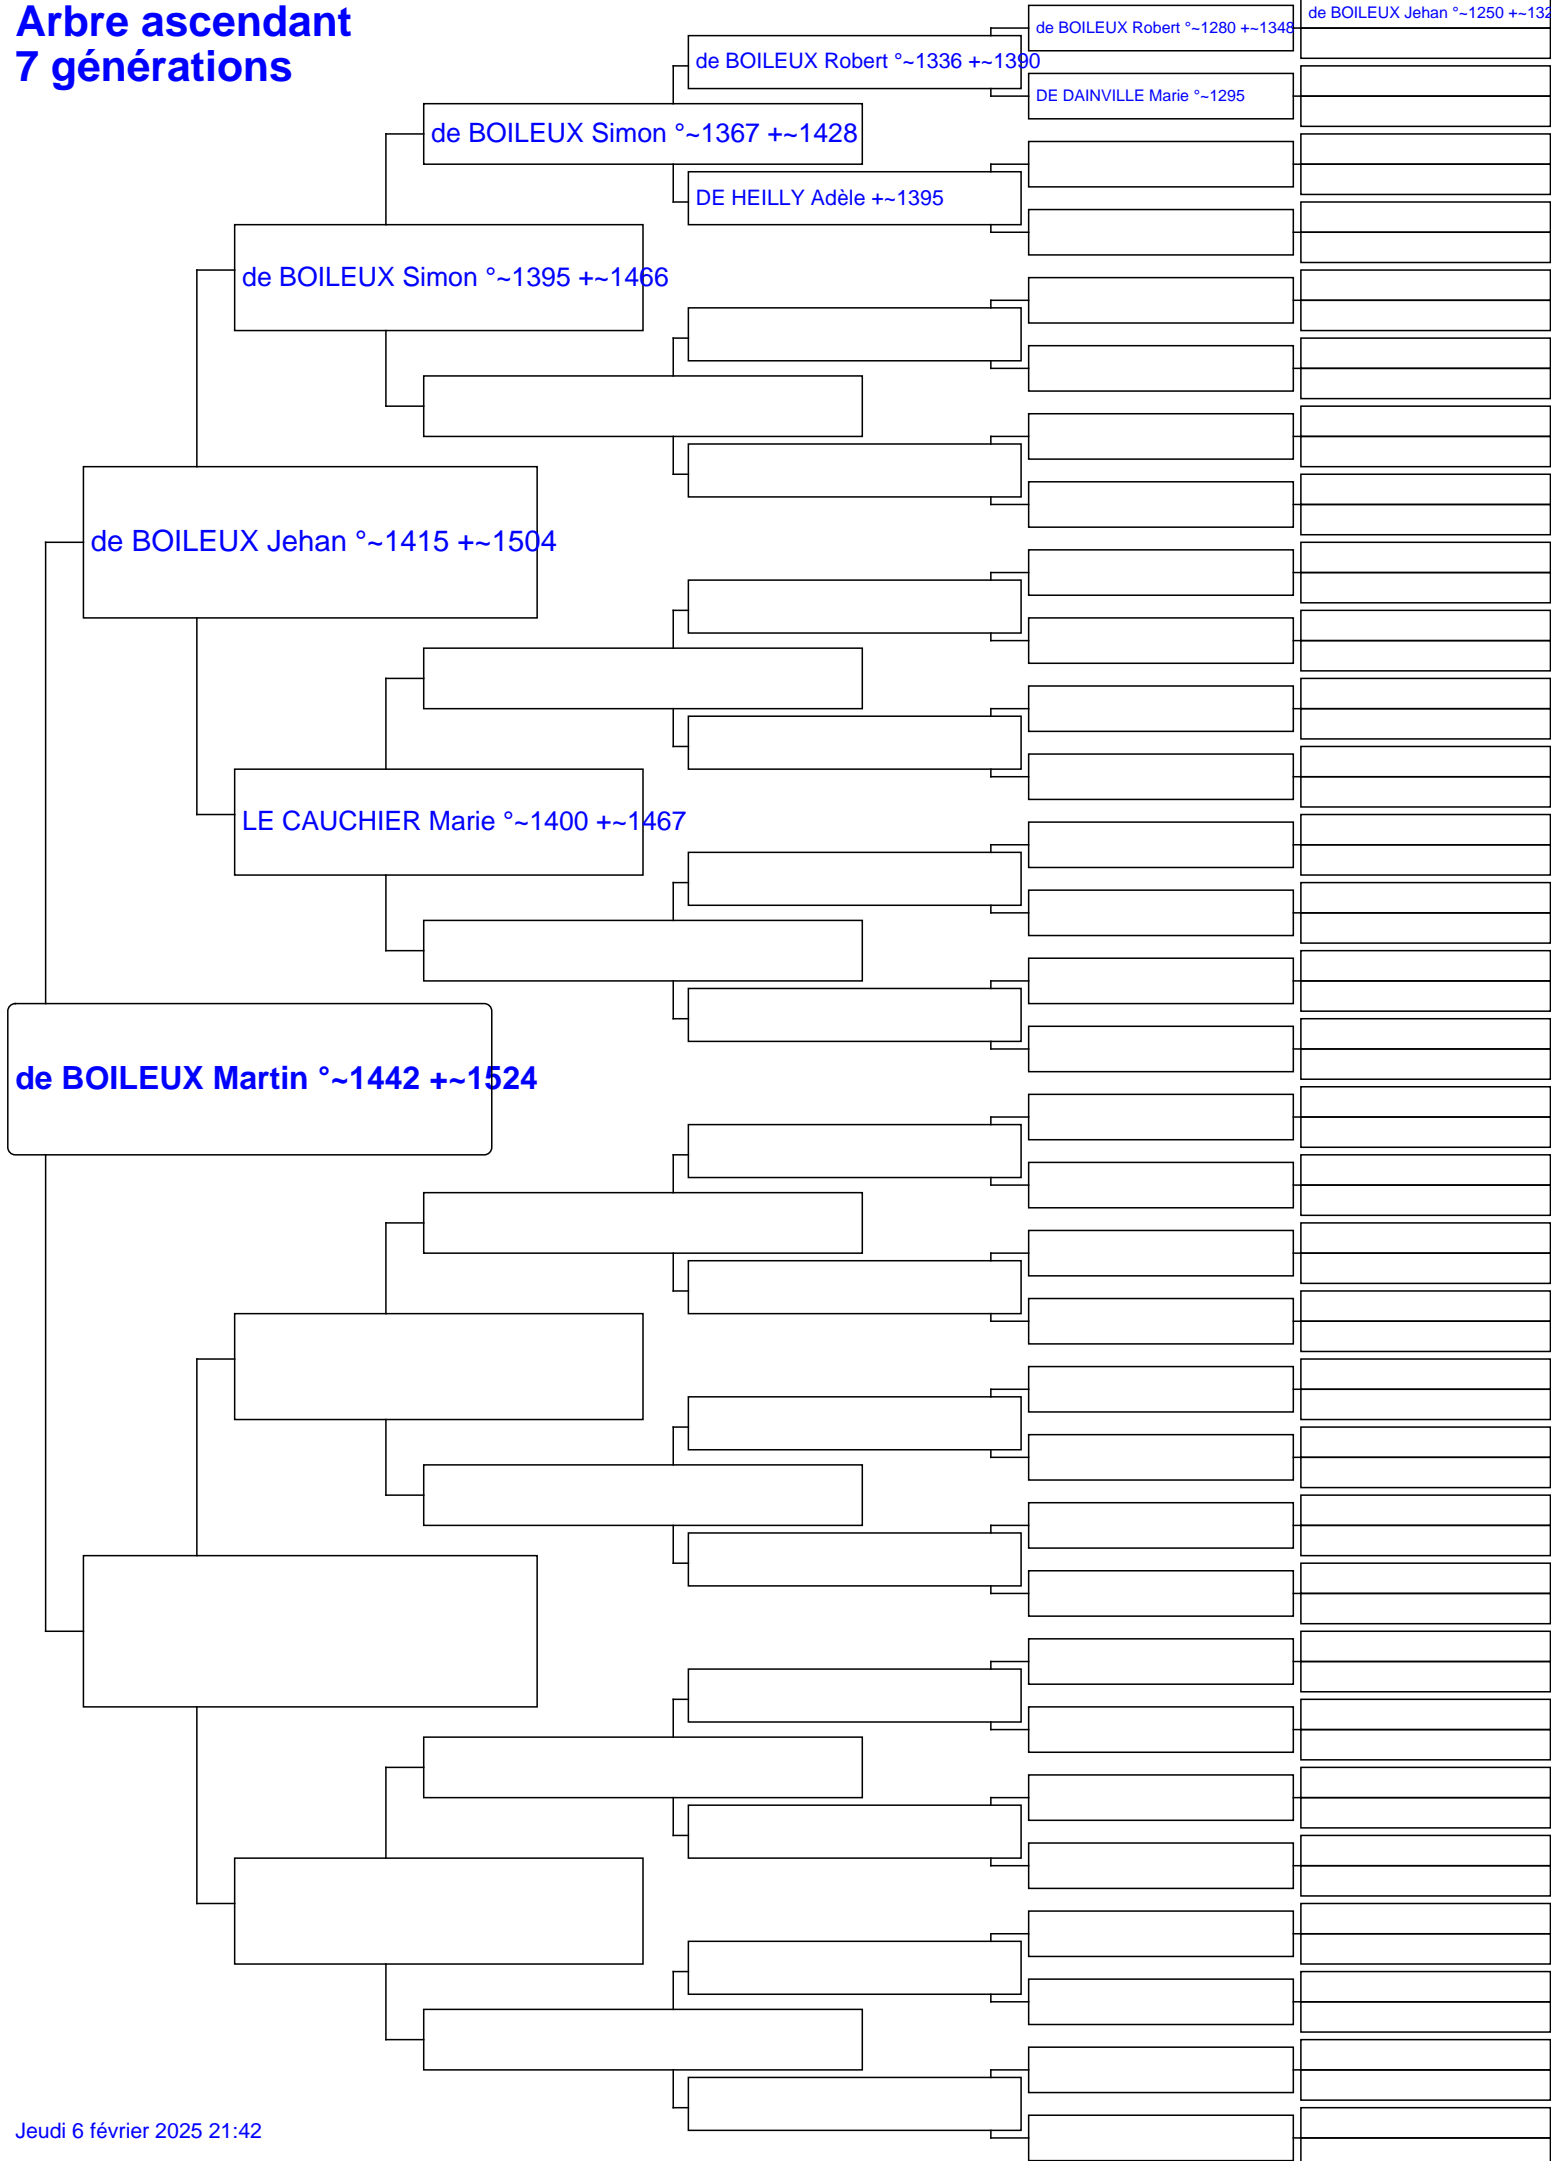 Arbre ascendant
7 générations
de BOILEUX Jehan °~1250 +~132
de BOILEUX Robert °~1280 +~1348
de BOILEUX Robert °~1336 +~1390
DE DAINVILLE Marie °~1295
de BOILEUX Simon °~1367 +~1428
DE HEILLY Adèle +~1395
de BOILEUX Simon °~1395 +~1466
de BOILEUX Jehan °~1415 +~1504
LE CAUCHIER Marie °~1400 +~1467
de BOILEUX Martin °~1442 +~1524
Jeudi 6 février 2025 21:42